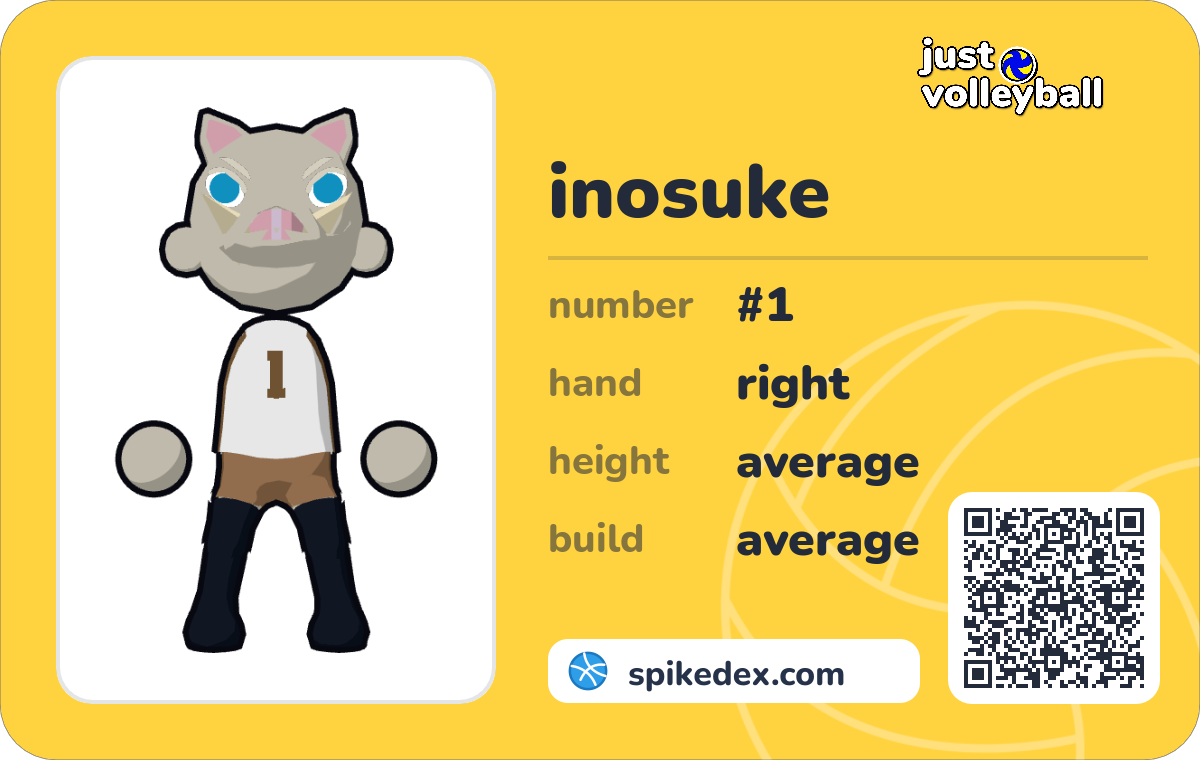 just
volleyball
inosuke
number #1
hand right
height average
build average
1
spikedex.com